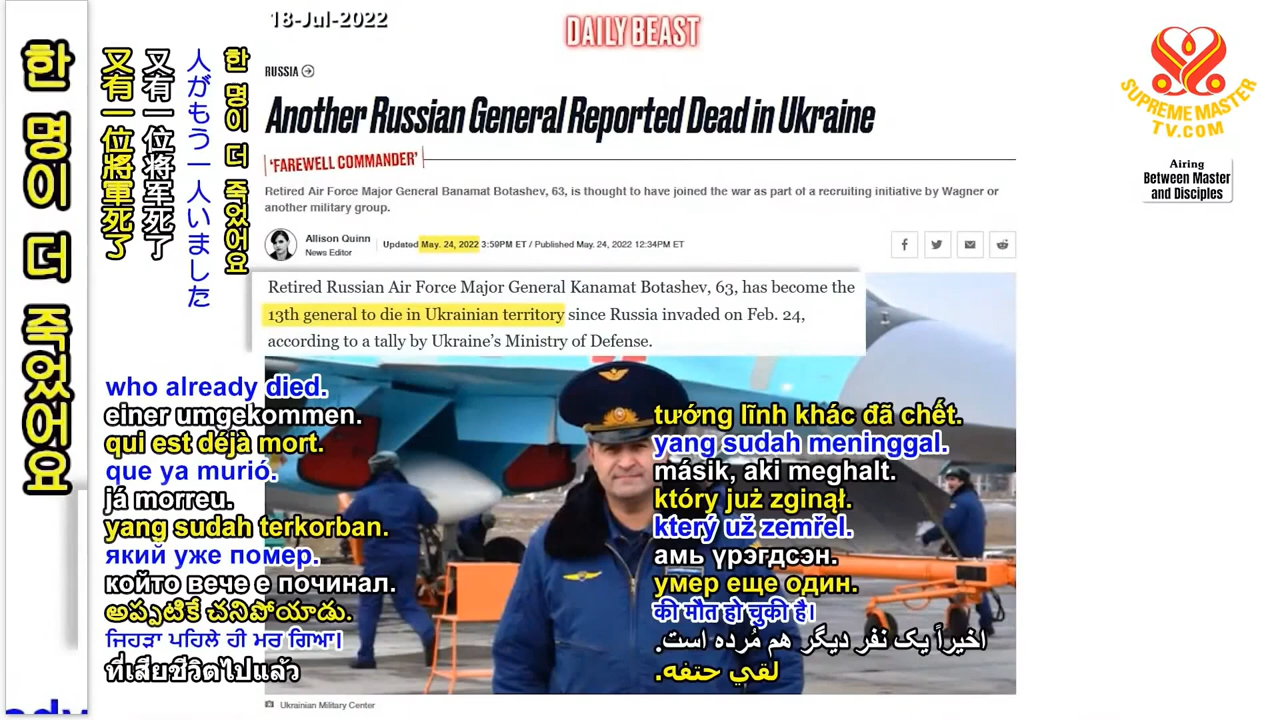 18-Jul-2022
DAILY BEAST
RUSSIA
Another Russian General Reported Dead in Ukraine
'FAREWELL COMMANDER'
Retired Air Force Major General Banamat Botashev, 63, is thought to have joined the war as part of a recruiting initiative by Wagner or
another military group.
Allison Quinn
News Editor
Updated May. 24, 2022 3:59PM ET / Published May. 24, 2022 12:34PM ET
Retired Russian Air Force Major General Kanamat Botashev, 63, has become the
13th general to die in Ukrainian territory since Russia invaded on Feb. 24,
according to a tally by Ukraine's Ministry of Defense.
Ukrainian Military Center
SUPREME MASTER
TV.COM
Airing
Between Master
and Disciples
한 명이 더 죽었어요
又有一位將軍死了
又有一位将军死了
人がもう一人いました
한 명이 더 죽었어요
who already died.
einer umgekommen.
qui est déjà mort.
que ya murió.
já morreu.
yang sudah terkorban.
який уже помер.
който вече е починал.
అప్పటికే చనిపోయాడు.
ਜਿਹੜਾ ਪਹਿਲੇ ਹੀ ਮਰ ਗਿਆ।
ที่เสียชีวิตไปแล้ว
tướng lĩnh khác đã chết.
yang sudah meninggal.
másik, aki meghalt.
który już zginął.
který už zemřel.
амь үрэгдсэн.
умер еще один.
की मौत हो चुकी है।
اخیراً یک نفر دیگر هم مُرده است.
لقي حتفه.